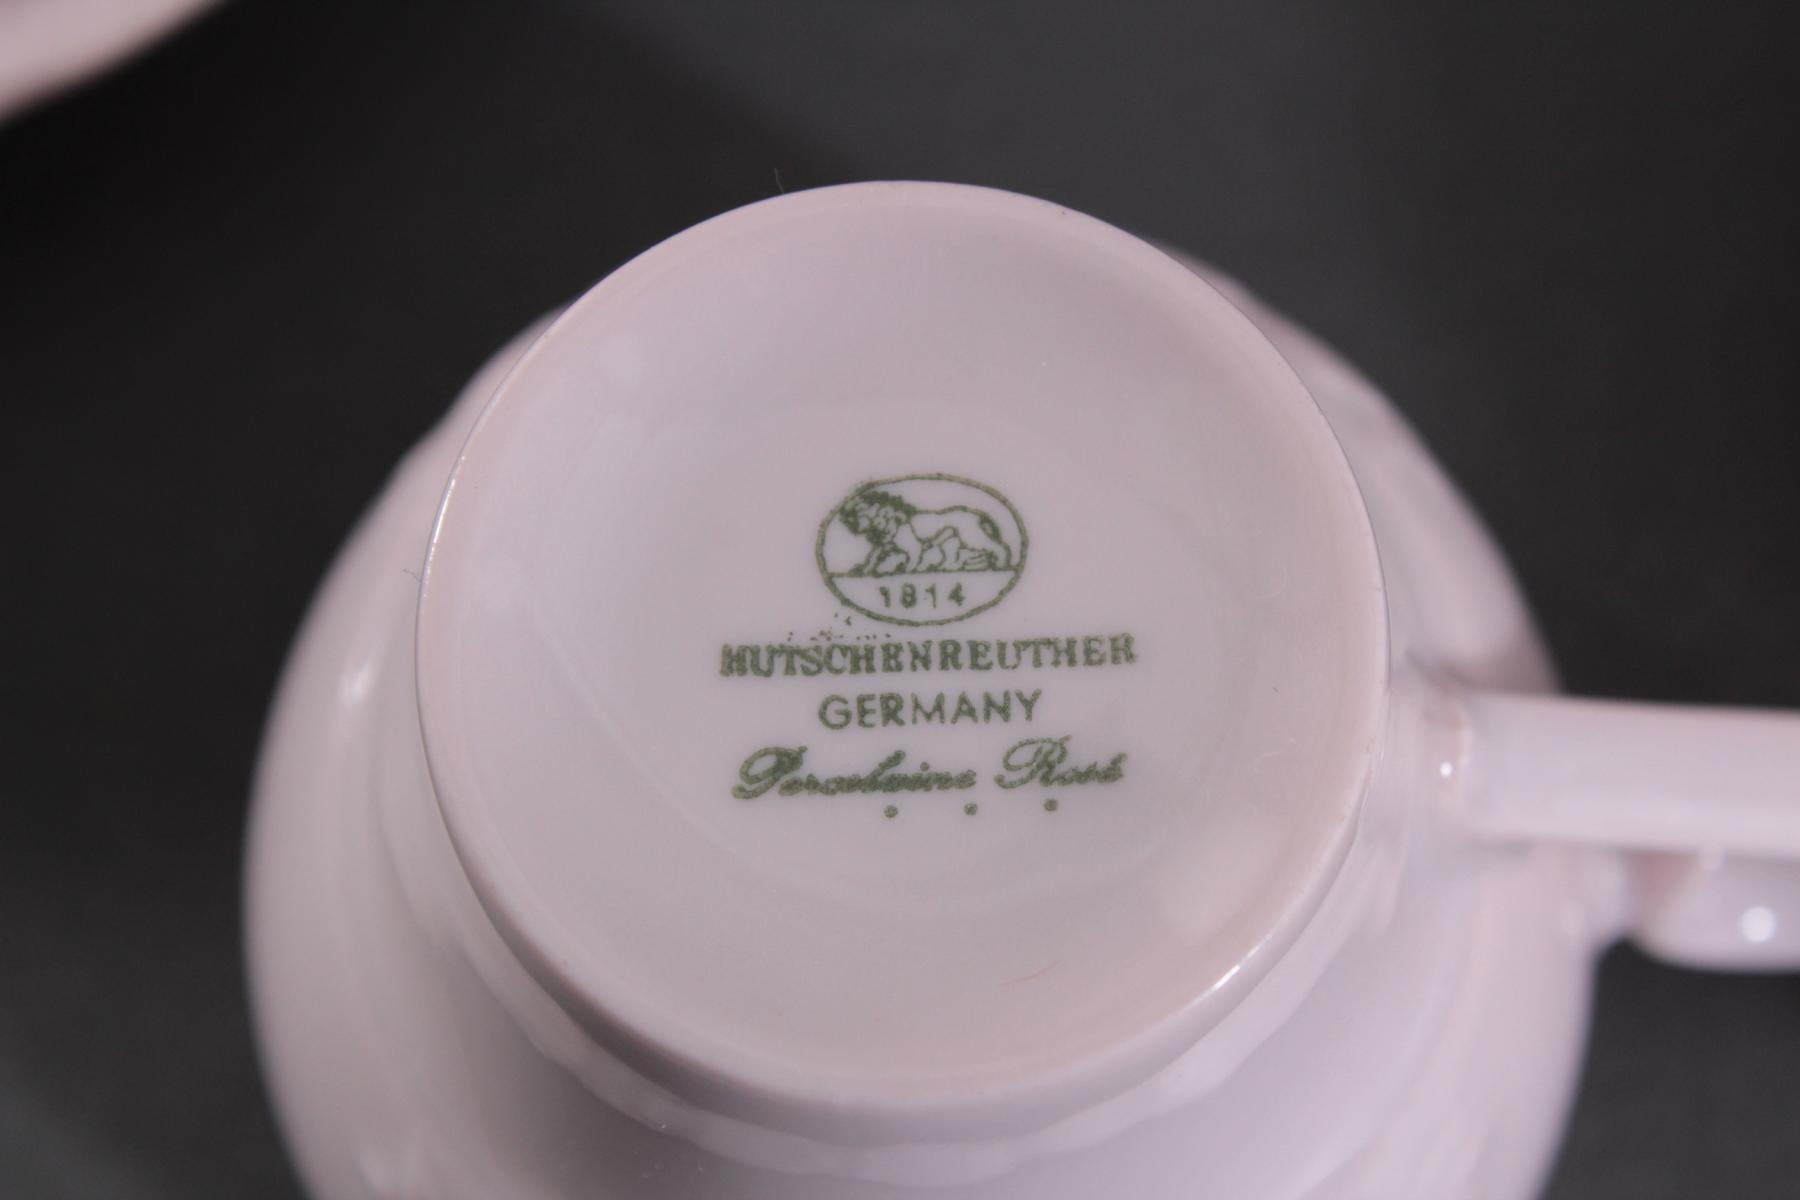 1814
HUTSCHENREUTHER
GERMANY
Porcelaine Rosé